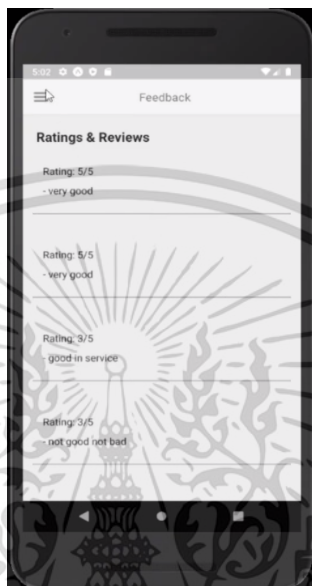 5:02
Feedback
Ratings & Reviews
Rating: 5/5
- very good
Rating: 5/5
- very good
Rating: 3/5
- good in service
Rating: 3/5
- not good not bad